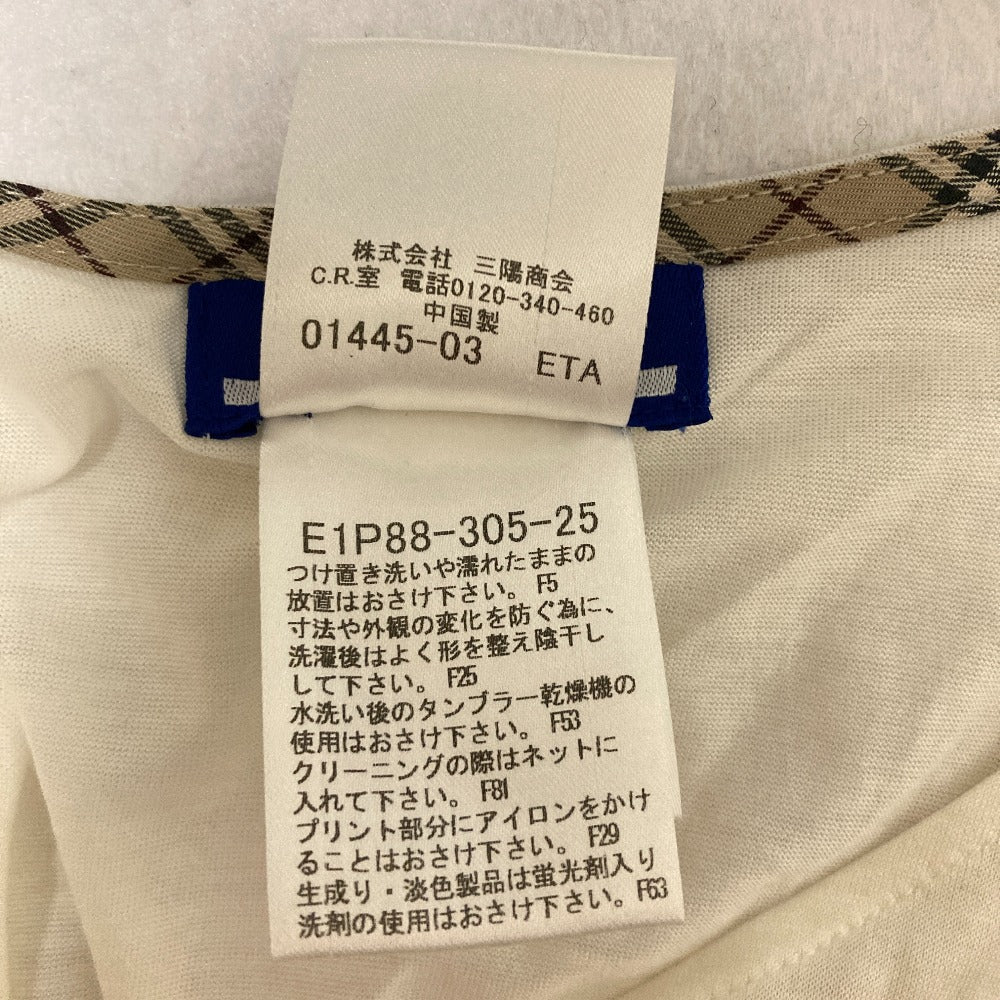 株式会社 三陽商会
C.R.室 電話0120-340-460
中国製
01445-03 ETA
E1P88-305-25
つけ置き洗いや濡れたままの
放置はおさけ下さい。 F5
寸法や外観の変化を防ぐ為に、
洗濯後はよく形を整え陰干し
して下さい。 F25
水洗い後のタンブラー乾燥機の
使用はおさけ下さい。 F53
クリーニングの際はネットに
入れて下さい。 F81
プリント部分にアイロンをかけ
ることはおさけ下さい。 F29
生成り・淡色製品は蛍光剤入り
洗剤の使用はおさけ下さい。F63